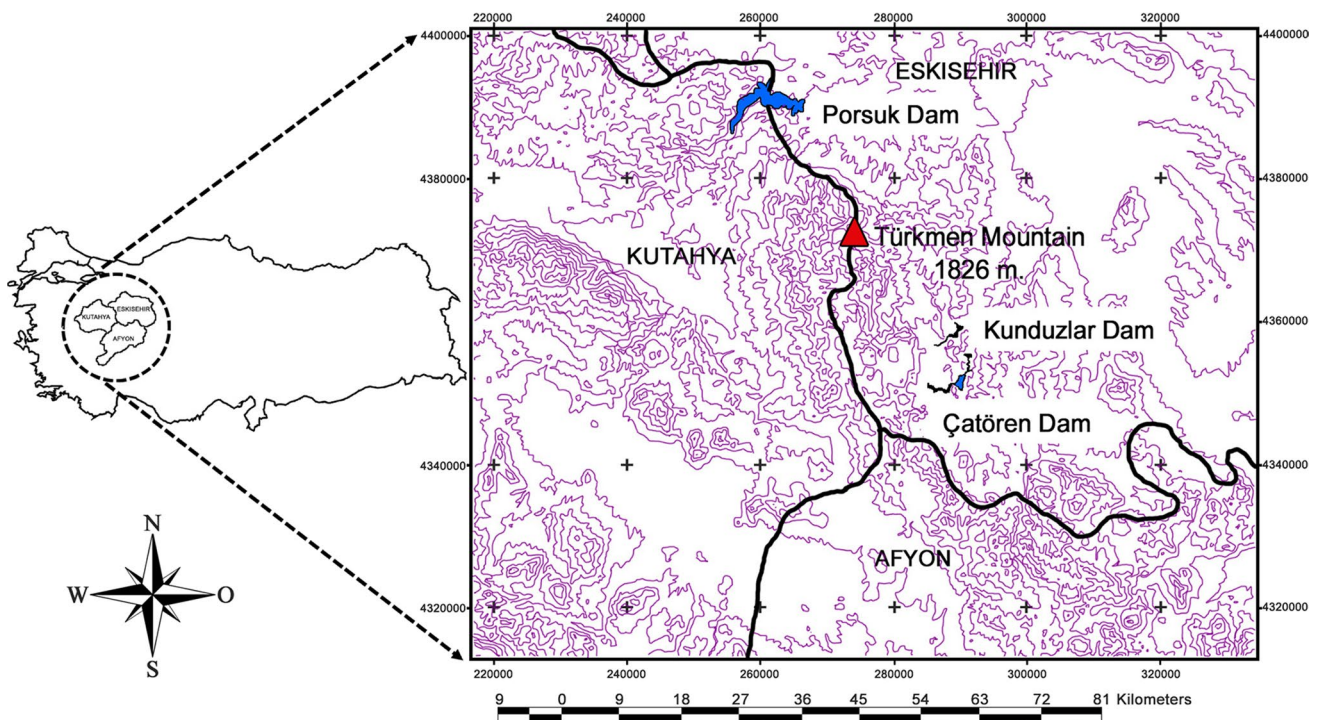 220000 240000 260000 280000 300000 320000
4400000 4400000
ESKISEHIR
Porsuk Dam
4380000 4380000
Türkmen Mountain
1826 m.
KUTAHYA
Kunduzlar Dam
4360000 4360000
Çatören Dam
4340000 4340000
AFYON
4320000 4320000
220000 240000 260000 280000 300000 320000
9 0 9 18 27 36 45 54 63 72 81 Kilometers
KUTAHYA
ESKISEHIR
AFYON
N
W O
S